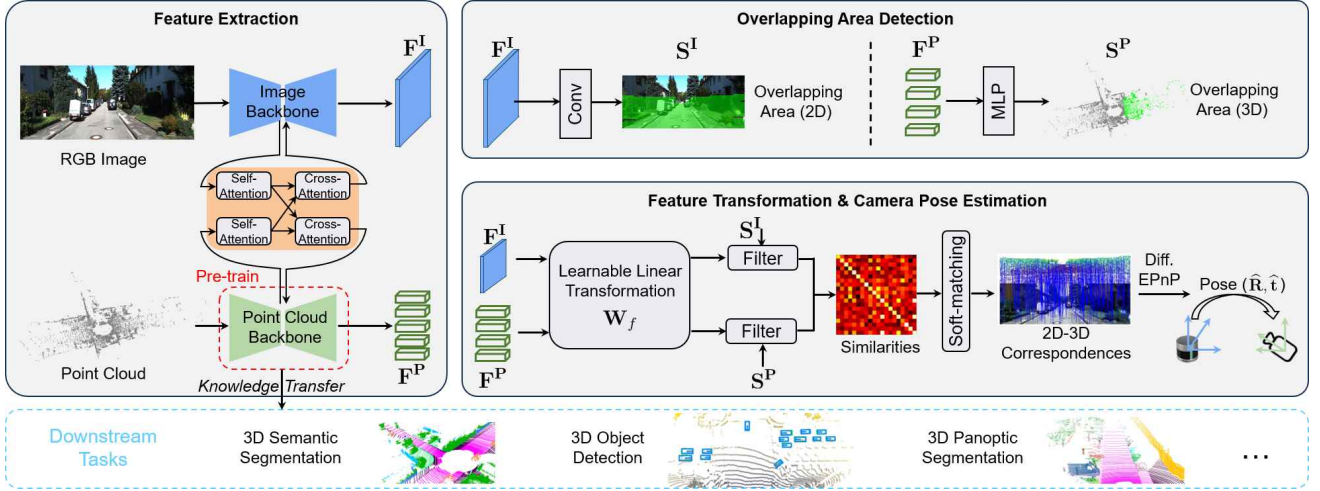 Feature Extraction
F^I
RGB Image
Image
Backbone
Self-
Attention
Cross-
Attention
Self-
Attention
Cross-
Attention
Pre-train
Point Cloud
Backbone
Point Cloud
F^P
Knowledge Transfer
Overlapping Area Detection
F^I
Conv
S^I
Overlapping
Area (2D)
F^P
MLP
S^P
Overlapping
Area (3D)
Feature Transformation & Camera Pose Estimation
F^I
F^P
Learnable Linear
Transformation
W_f
S^I
Filter
Filter
S^P
Similarities
Soft-matching
2D-3D
Correspondences
Diff.
EPnP
Pose (R̂, t̂)
Downstream
Tasks
3D Semantic
Segmentation
3D Object
Detection
3D Panoptic
Segmentation
...